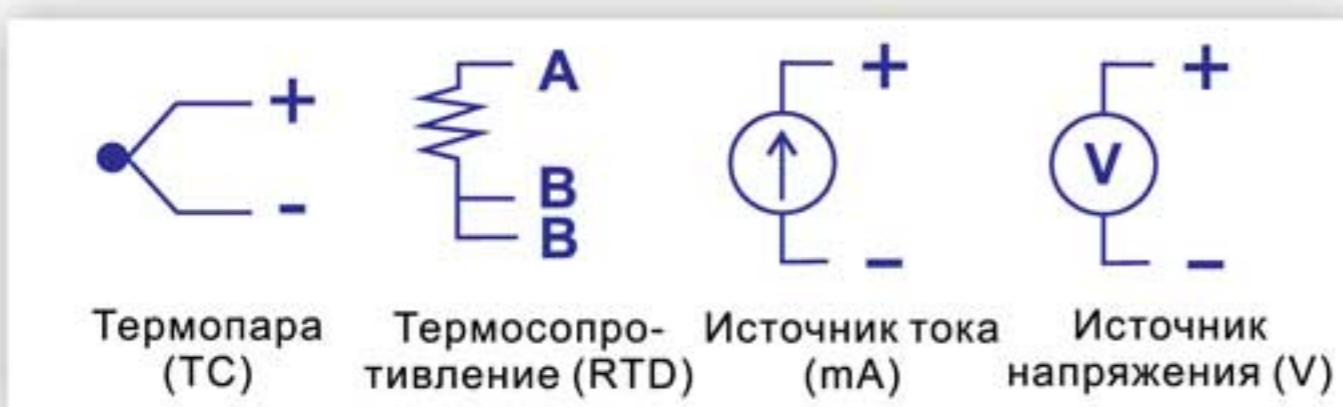 + A + +
- B V
B - -
Термопара Термосопро- Источник тока Источник
(TC) тивление (RTD) (mA) напряжения (V)